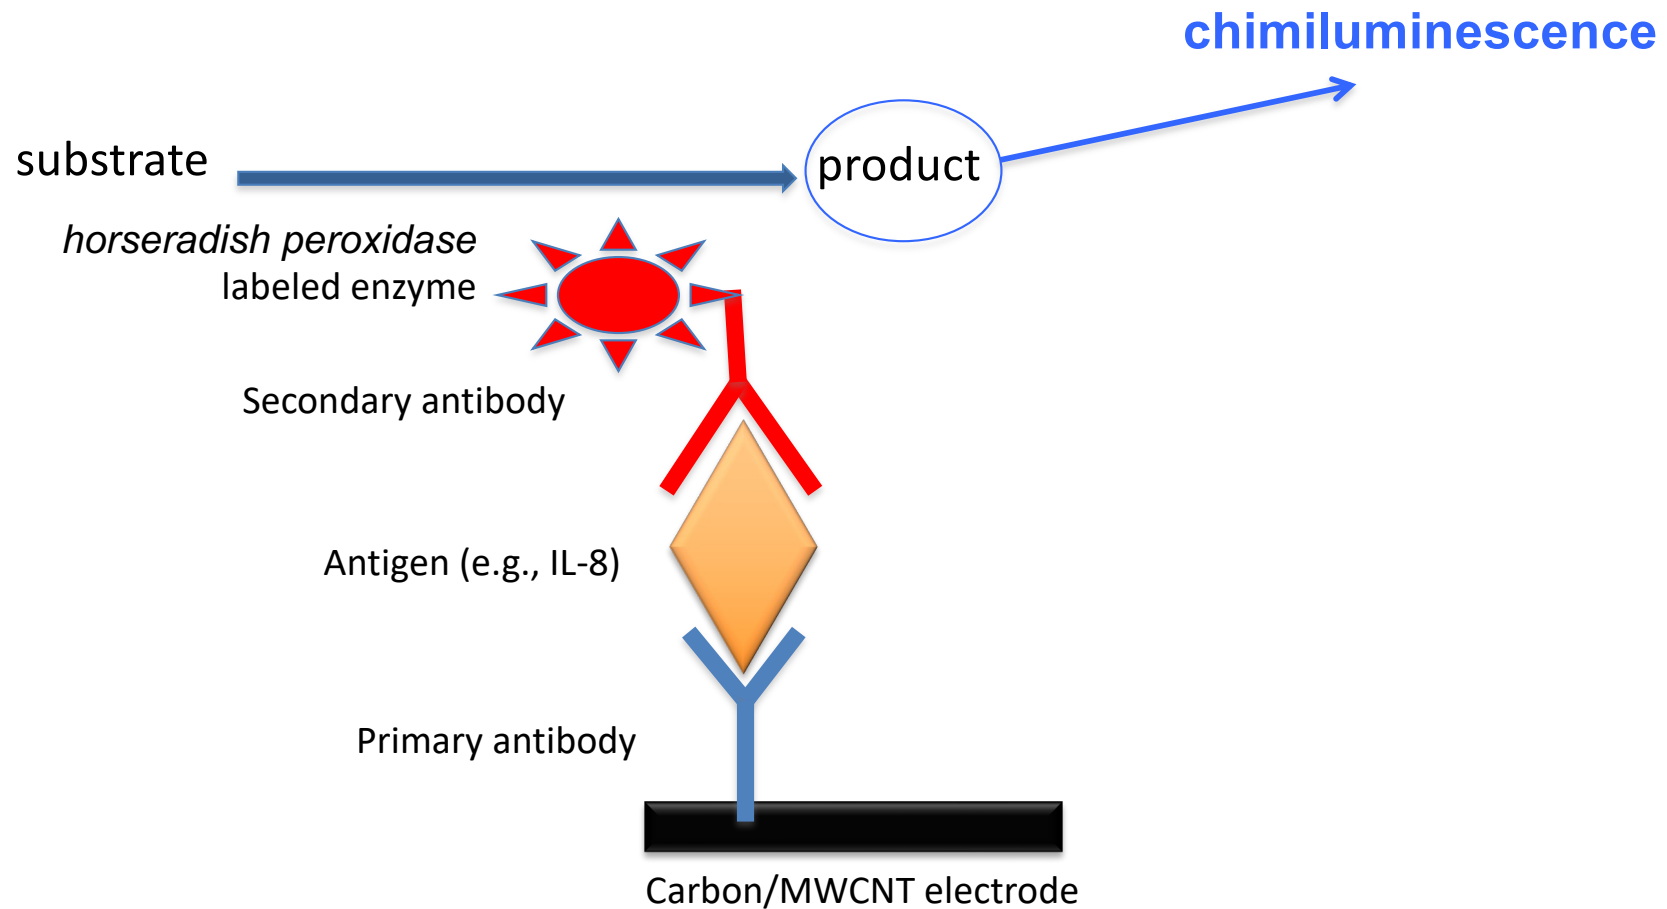 chimiluminescence
substrate
product
horseradish peroxidase
labeled enzyme
Secondary antibody
Antigen (e.g., IL-8)
Primary antibody
Carbon/MWCNT electrode